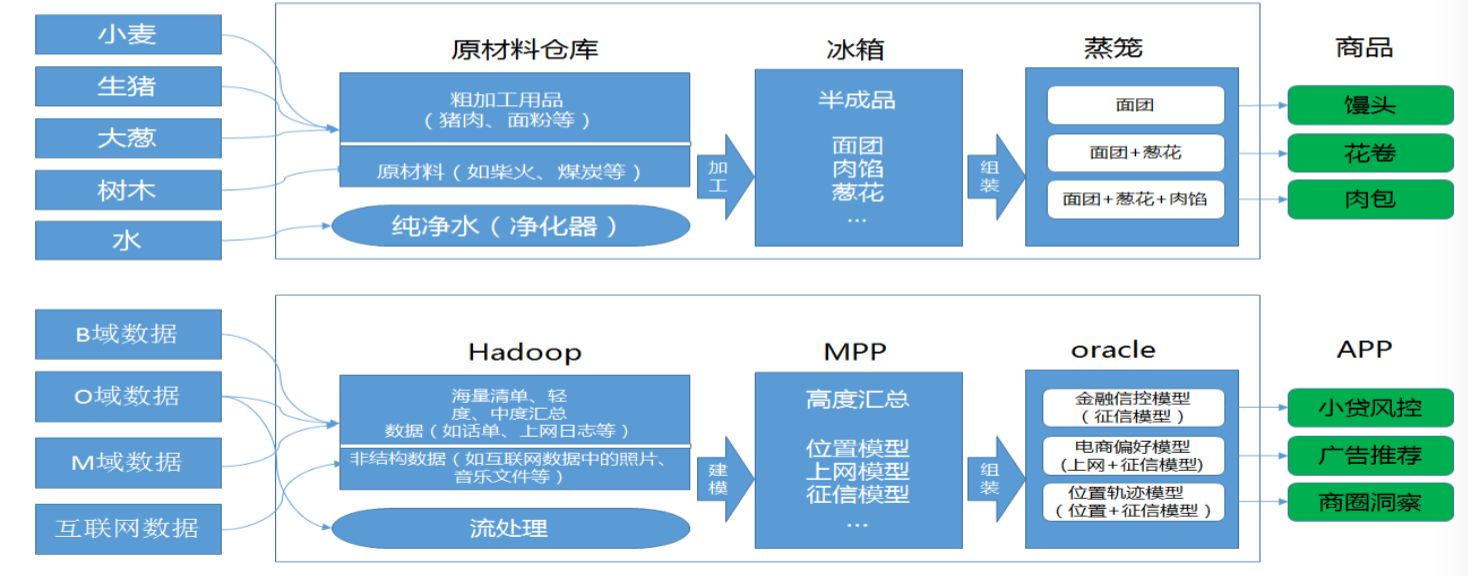 小麦
生猪
大葱
树木
水
原材料仓库
粗加工用品
（猪肉、面粉等）
原材料（如柴火、煤炭等）
纯净水（净化器）
加
工
冰箱
半成品
面团
肉馅
葱花
...
组
装
蒸笼
面团
面团+葱花
面团+葱花+肉馅
商品
馒头
花卷
肉包
B域数据
O域数据
M域数据
互联网数据
Hadoop
海量清单、轻
度、中度汇总
数据（如话单、上网日志等）
非结构数据（如互联网数据中的照片、
音乐文件等）
流处理
建
模
MPP
高度汇总
位置模型
上网模型
征信模型
...
组
装
oracle
金融信控模型
（征信模型）
电商偏好模型
(上网+征信模型)
位置轨迹模型
（位置+征信模型）
APP
小贷风控
广告推荐
商圈洞察